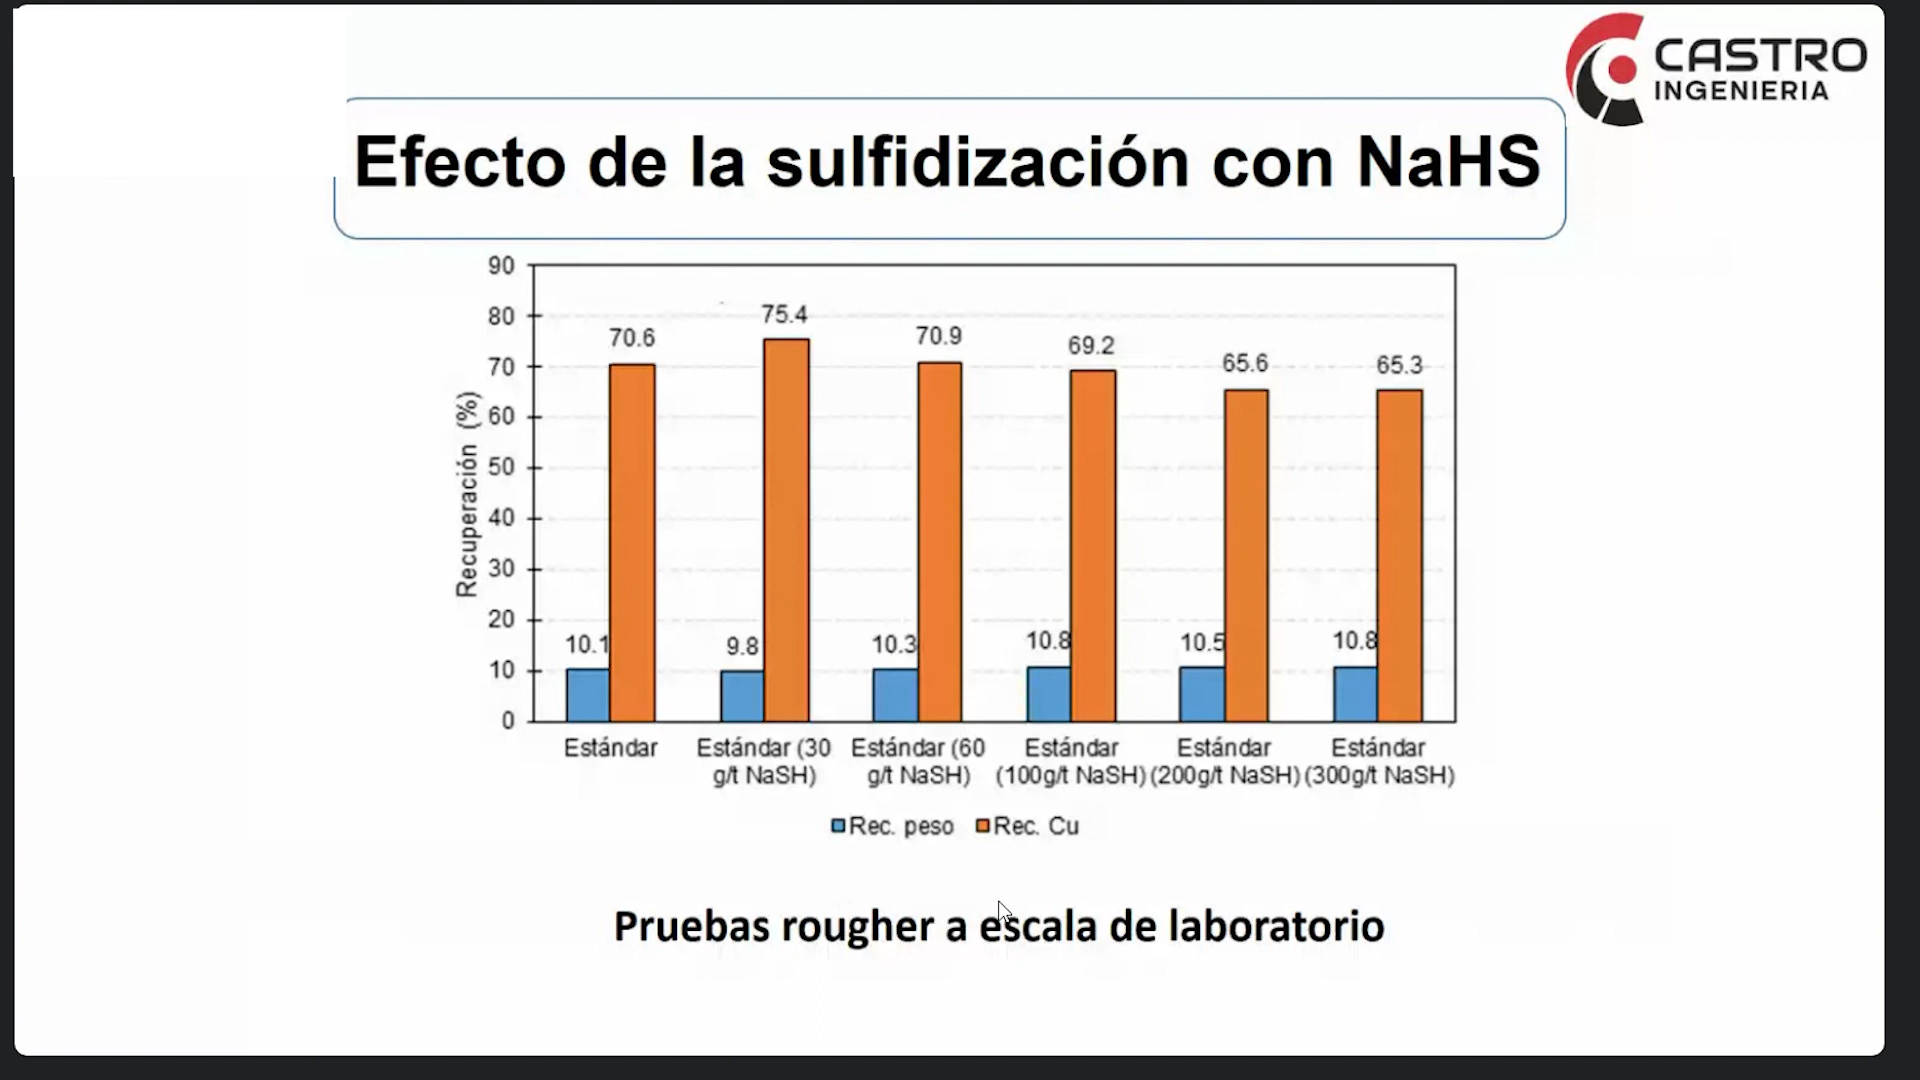 CASTRO
INGENIERIA
Efecto de la sulfidización con NaHS
Recuperación (%)
90
80
70
60
50
40
30
20
10
0
70.6
75.4
70.9
69.2
65.6
65.3
10.1
9.8
10.3
10.8
10.5
10.8
Estándar
Estándar (30
g/t NaSH)
Estándar (60
g/t NaSH)
Estándar
(100g/t NaSH)
Estándar
(200g/t NaSH)
Estándar
(300g/t NaSH)
Rec. peso Rec. Cu
Pruebas rougher a escala de laboratorio